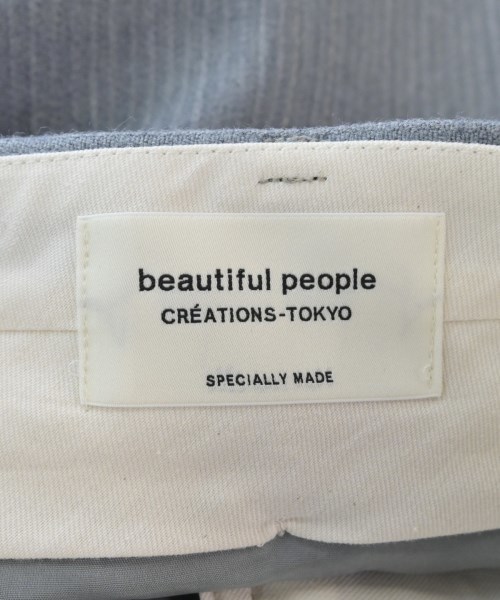 beautiful people
CRÉATIONS-TOKYO
SPECIALLY MADE